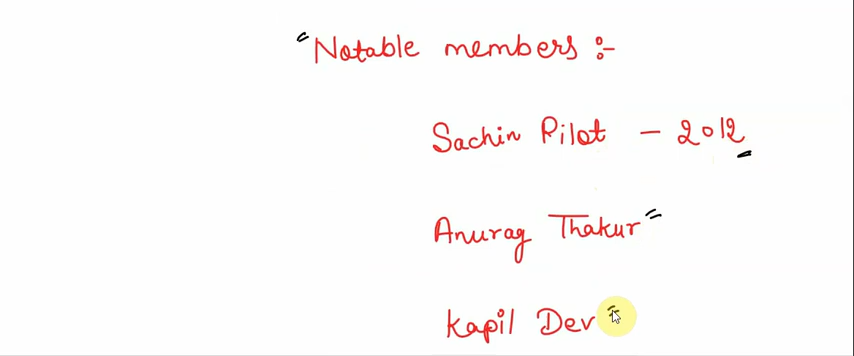 "Notable members :-
Sachin Pilot - 2012
Anurag Thakur
Kapil Dev